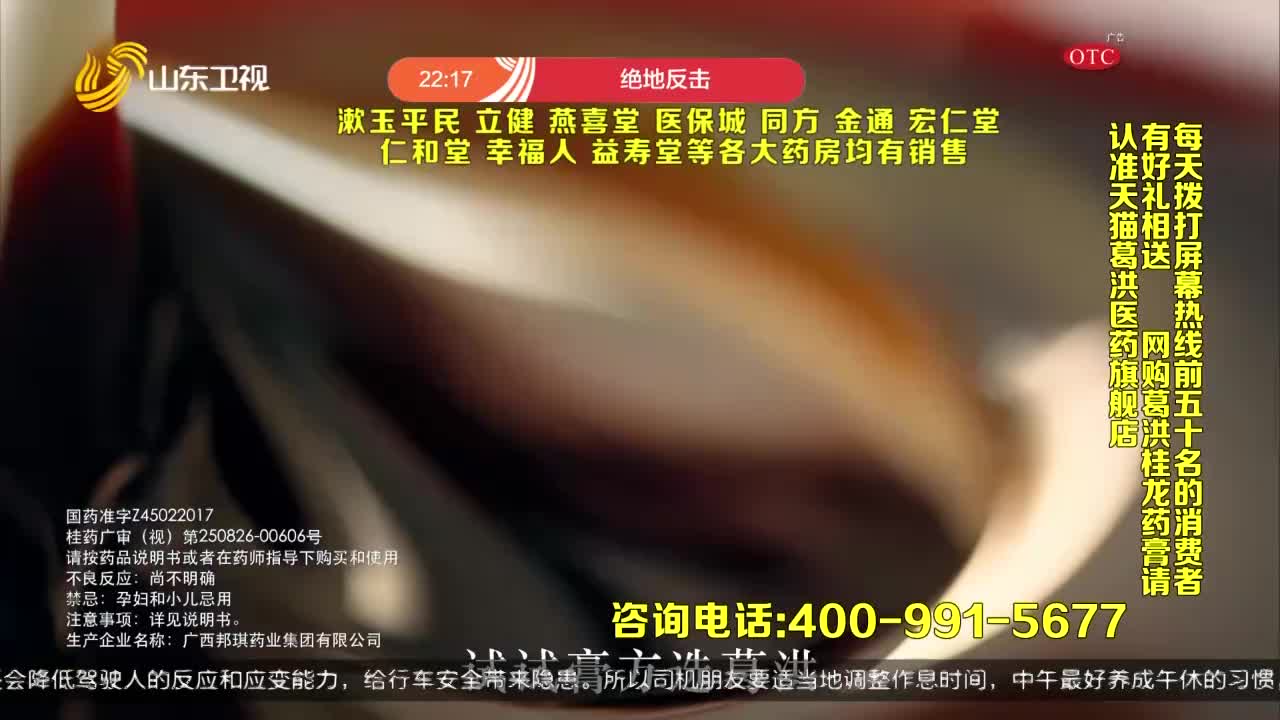 山东卫视
22:17 绝地反击
广告
OTC
漱玉平民 立健 燕喜堂 医保城 同方 金通 宏仁堂
仁和堂 幸福人 益寿堂等各大药房均有销售
每天拨打屏幕热线前五十名的消费者
有好礼相送 网购葛洪桂龙药膏请
认准天猫葛洪医药旗舰店
国药准字Z45022017
桂药广审（视）第250826-00606号
请按药品说明书或者在药师指导下购买和使用
不良反应：尚不明确
禁忌：孕妇和小儿忌用
注意事项：详见说明书。
生产企业名称：广西邦琪药业集团有限公司
咨询电话:400-991-5677
试试膏方选葛洪
会降低驾驶人的反应和应变能力，给行车安全带来隐患。所以司机朋友要适当地调整作息时间，中午最好养成午休的习惯